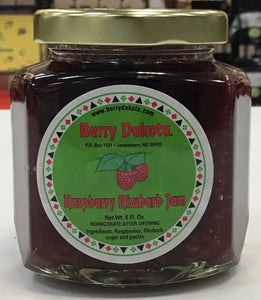 www.berrydakota.com
Berry Dakota
P.O. Box 1021 • Jamestown, ND 58402
Raspberry Rhubarb Jam
Net Wt. 6 Fl. Oz.
REFRIGERATE AFTER OPENING
Ingredients: Raspberries, Rhubarb,
sugar and pectin.